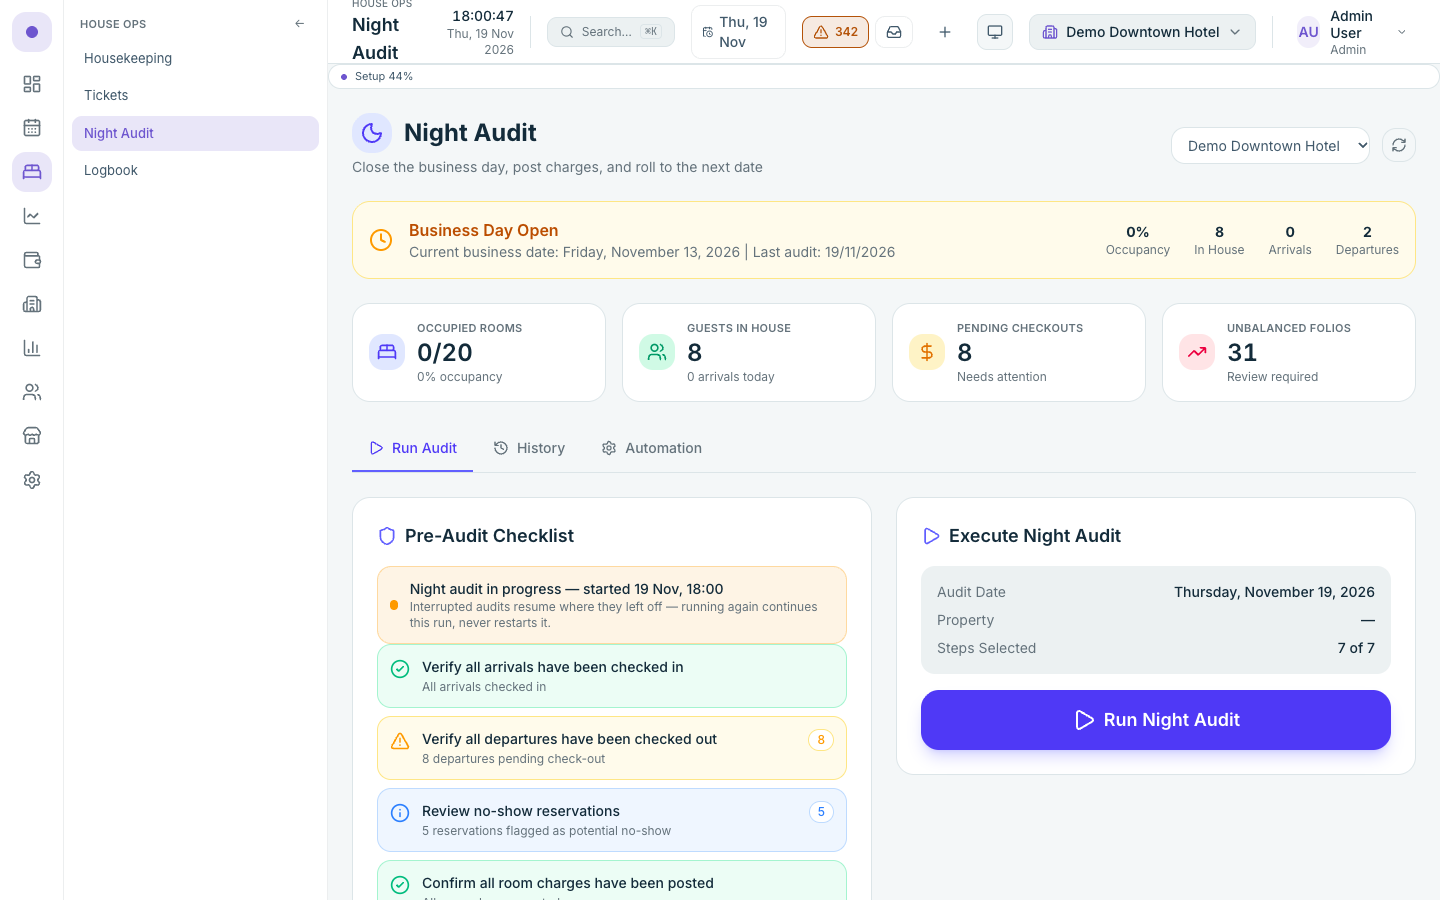 HOUSE OPS
Housekeeping
Tickets
Night Audit
Logbook
HOUSE OPS
Night
Audit
18:00:47
Thu, 19 Nov
2026
Search...
⌘K
Thu, 19
Nov
342
Demo Downtown Hotel
AU
Admin
User
Admin
Setup 44%
Night Audit
Close the business day, post charges, and roll to the next date
Demo Downtown Hotel
Business Day Open
Current business date: Friday, November 13, 2026 | Last audit: 19/11/2026
0%
Occupancy
8
In House
0
Arrivals
2
Departures
OCCUPIED ROOMS
0/20
0% occupancy
GUESTS IN HOUSE
8
0 arrivals today
PENDING CHECKOUTS
8
Needs attention
UNBALANCED FOLIOS
31
Review required
Run Audit
History
Automation
Pre-Audit Checklist
Night audit in progress — started 19 Nov, 18:00
Interrupted audits resume where they left off — running again continues
this run, never restarts it.
Verify all arrivals have been checked in
All arrivals checked in
Verify all departures have been checked out
8
8 departures pending check-out
Review no-show reservations
5
5 reservations flagged as potential no-show
Confirm all room charges have been posted
Execute Night Audit
Audit Date
Thursday, November 19, 2026
Property
—
Steps Selected
7 of 7
Run Night Audit